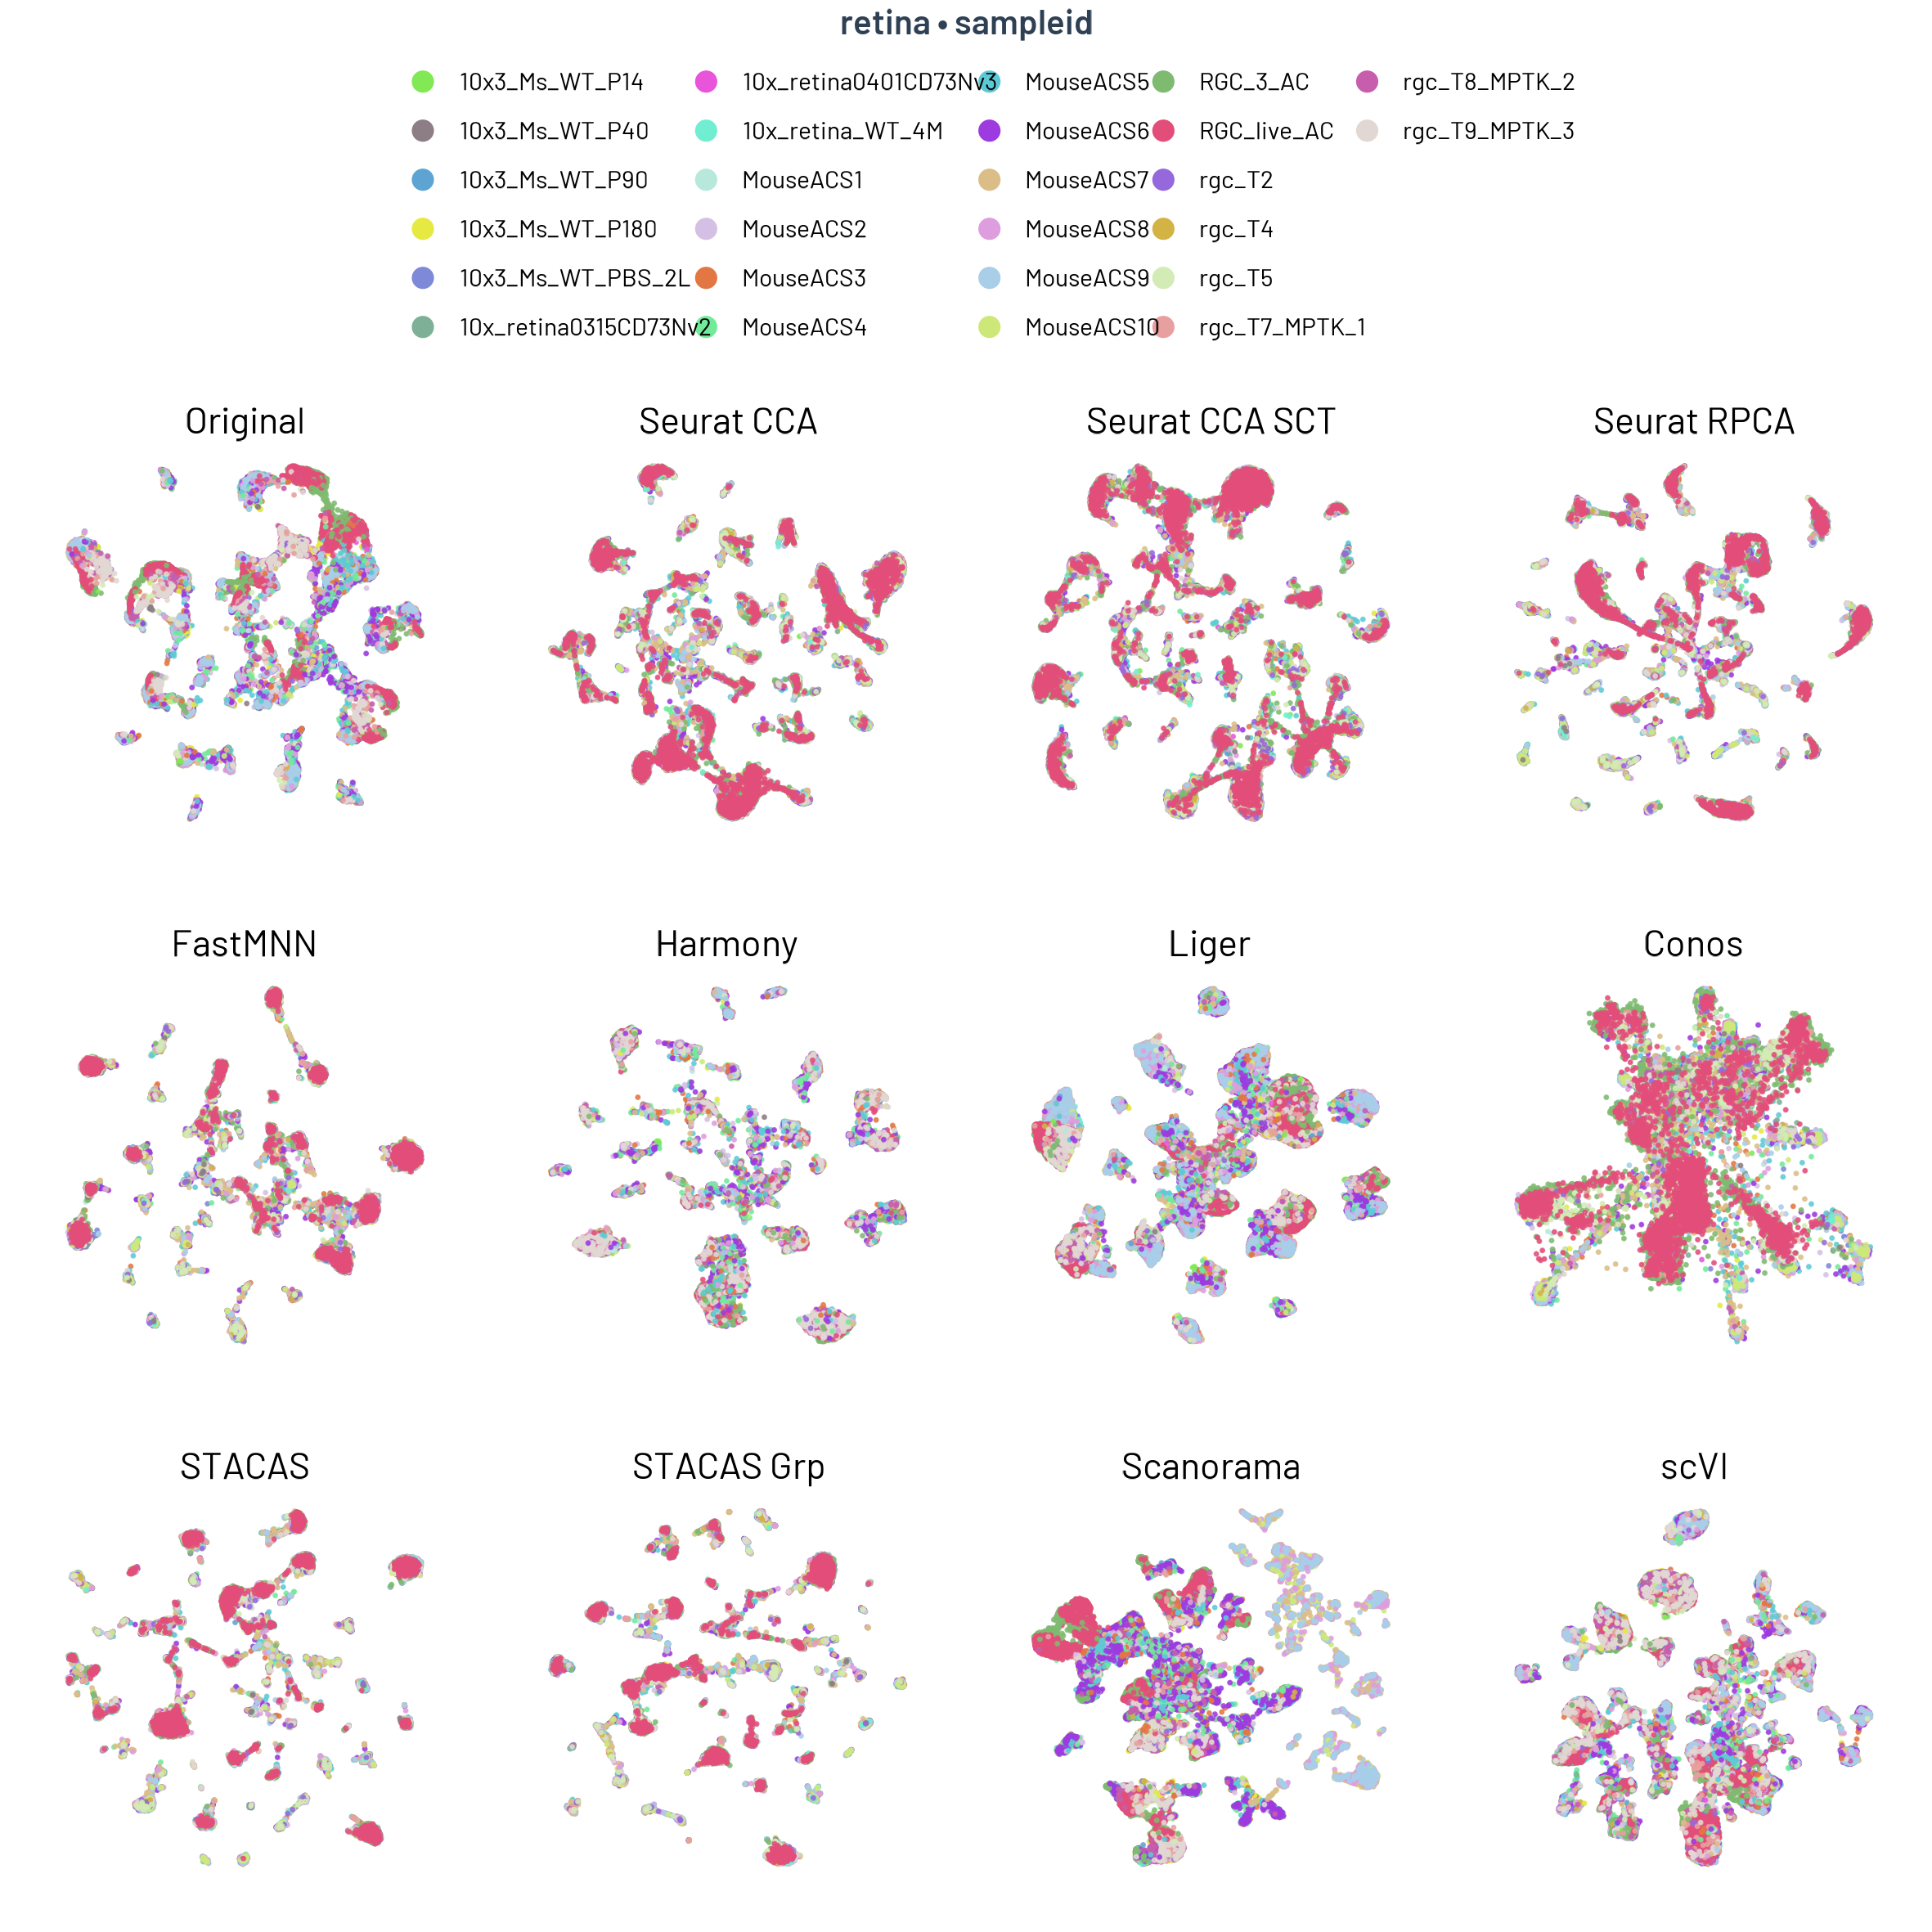 retina • sampleid
10x3_Ms_WT_P14 10x_retina0401CD73Nv3 MouseACS5 RGC_3_AC rgc_T8_MPTK_2
10x3_Ms_WT_P40 10x_retina_WT_4M MouseACS6 RGC_live_AC rgc_T9_MPTK_3
10x3_Ms_WT_P90 MouseACS1 MouseACS7 rgc_T2
10x3_Ms_WT_P180 MouseACS2 MouseACS8 rgc_T4
10x3_Ms_WT_PBS_2L MouseACS3 MouseACS9 rgc_T5
10x_retina0315CD73Nv2 MouseACS4 MouseACS10 rgc_T7_MPTK_1
Original Seurat CCA Seurat CCA SCT Seurat RPCA
FastMNN Harmony Liger Conos
STACAS STACAS Grp Scanorama scVI